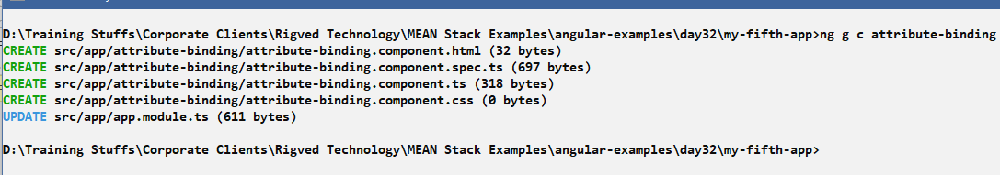 D:\Training Stuffs\Corporate Clients\Rigved Technology\MEAN Stack Examples\angular-examples\day32\my-fifth-app>ng g c attribute-binding
CREATE src/app/attribute-binding/attribute-binding.component.html (32 bytes)
CREATE src/app/attribute-binding/attribute-binding.component.spec.ts (697 bytes)
CREATE src/app/attribute-binding/attribute-binding.component.ts (318 bytes)
CREATE src/app/attribute-binding/attribute-binding.component.css (0 bytes)
UPDATE src/app/app.module.ts (611 bytes)
D:\Training Stuffs\Corporate Clients\Rigved Technology\MEAN Stack Examples\angular-examples\day32\my-fifth-app>